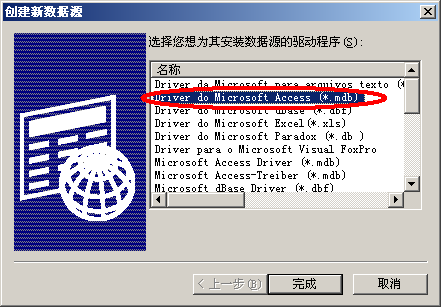 创建新数据源
选择您想为其安装数据源的驱动程序(S):
名称
Driver da Microsoft para arquivos texto (*
Driver do Microsoft Access (*.mdb)
Driver do Microsoft dBase (*.dbf)
Driver do Microsoft Excel(*.xls)
Driver do Microsoft Paradox (*.db )
Driver para o Microsoft Visual FoxPro
Microsoft Access Driver (*.mdb)
Microsoft Access-Treiber (*.mdb)
Microsoft dBase Driver (*.dbf)
<上一步(B)
完成
取消